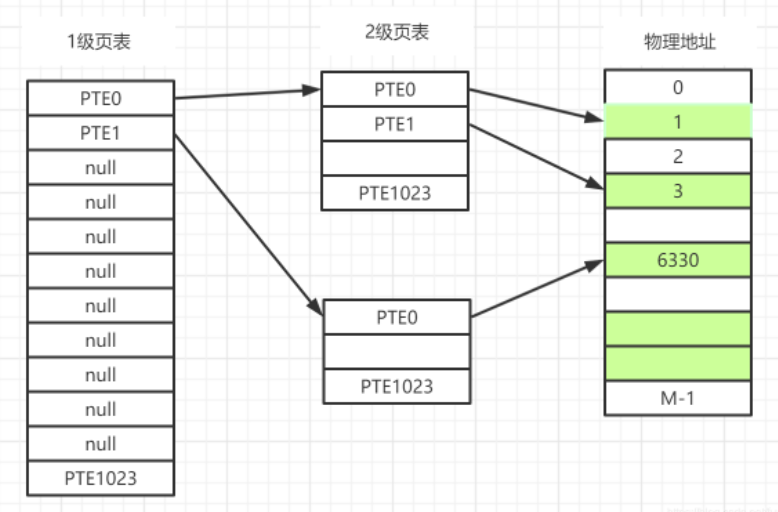 1级页表
PTE0
PTE1
null
null
null
null
null
null
null
null
null
PTE1023
2级页表
PTE0
PTE1
PTE1023
PTE0
PTE1023
物理地址
0
1
2
3
6330
M-1